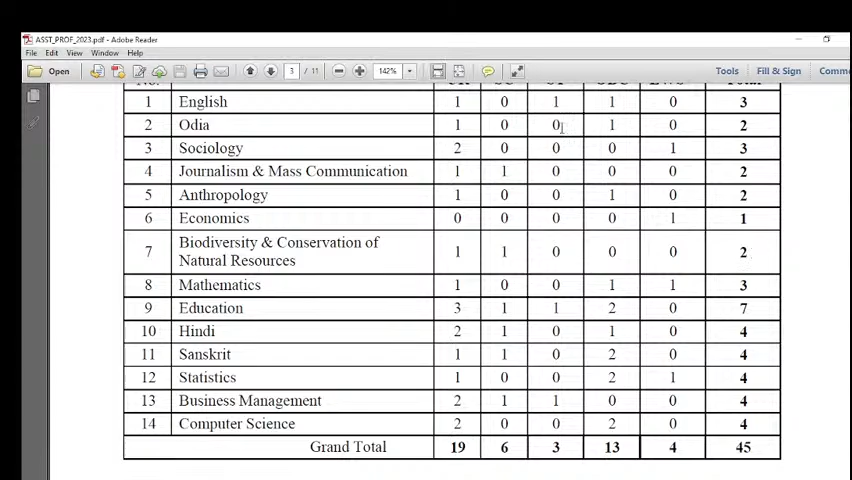 ASST_PROF_2023.pdf - Adobe Reader
File Edit View Window Help
Open 3 / 11 142% Tools Fill & Sign Comme
Total
1 English 1 0 1 1 0 3
2 Odia 1 0 0 1 0 2
3 Sociology 2 0 0 0 1 3
4 Journalism & Mass Communication 1 1 0 0 0 2
5 Anthropology 1 0 0 1 0 2
6 Economics 0 0 0 0 1 1
7 Biodiversity & Conservation of Natural Resources 1 1 0 0 0 2
8 Mathematics 1 0 0 1 1 3
9 Education 3 1 1 2 0 7
10 Hindi 2 1 0 1 0 4
11 Sanskrit 1 1 0 2 0 4
12 Statistics 1 0 0 2 1 4
13 Business Management 2 1 1 0 0 4
14 Computer Science 2 0 0 2 0 4
Grand Total 19 6 3 13 4 45